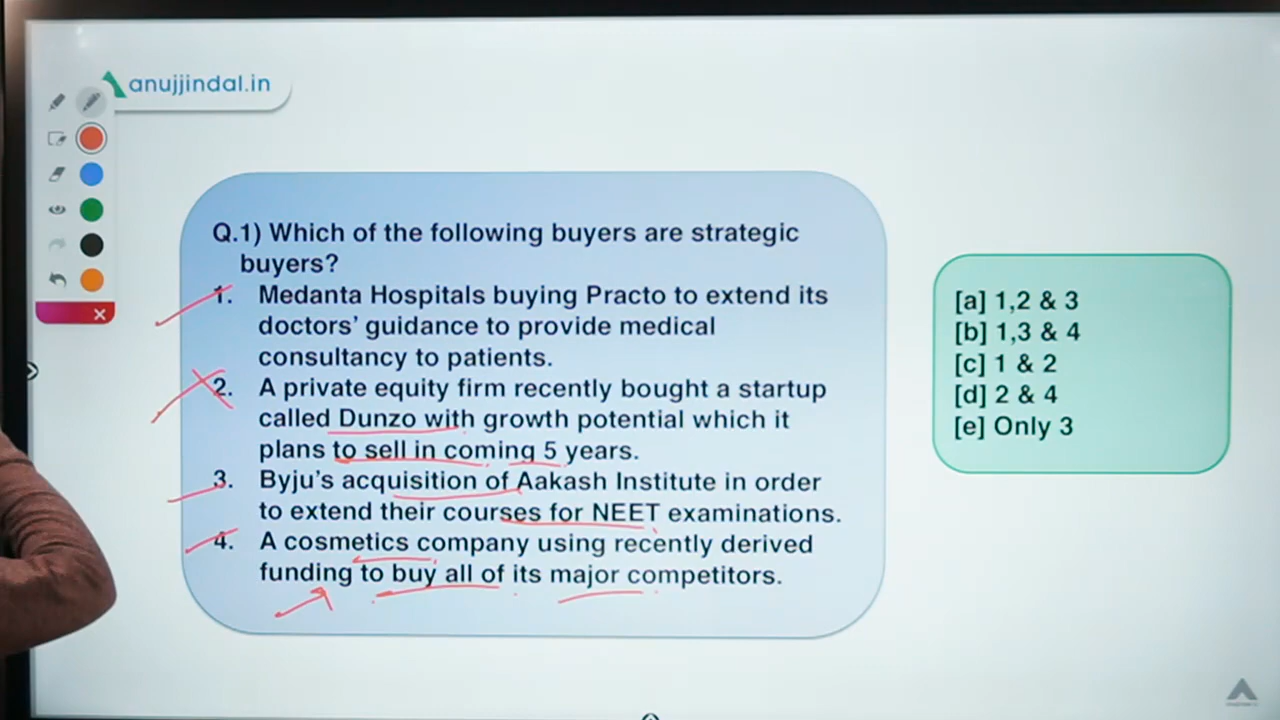 anujjindal.in
Q.1) Which of the following buyers are strategic
buyers?
1. Medanta Hospitals buying Practo to extend its
doctors’ guidance to provide medical
consultancy to patients.
2. A private equity firm recently bought a startup
called Dunzo with growth potential which it
plans to sell in coming 5 years.
3. Byju’s acquisition of Aakash Institute in order
to extend their courses for NEET examinations.
4. A cosmetics company using recently derived
funding to buy all of its major competitors.
[a] 1,2 & 3
[b] 1,3 & 4
[c] 1 & 2
[d] 2 & 4
[e] Only 3